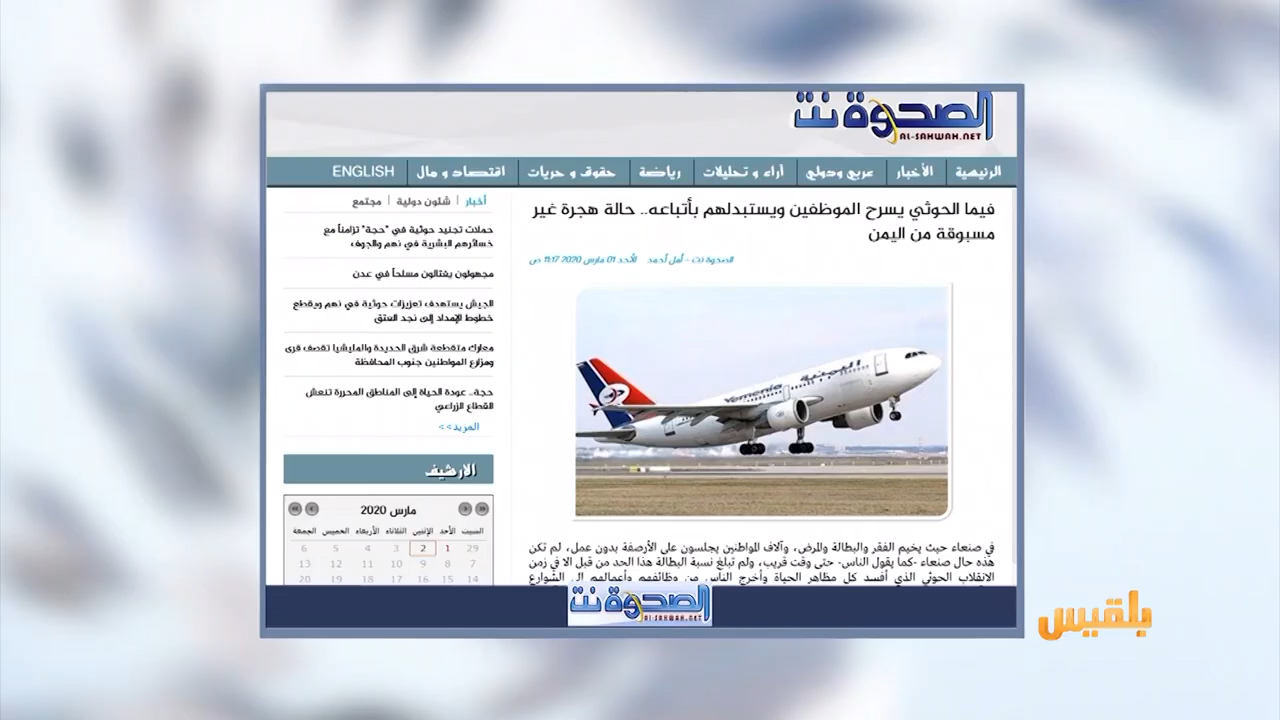 الصحوة نت
AL-SAHWAH.NET
الرئيسية الأخبار عربي ودولي آراء و تحليلات رياضة حقوق و حريات اقتصاد و مال ENGLISH
فيما الحوثي يسرح الموظفين ويستبدلهم بأتباعه.. حالة هجرة غير
مسبوقة من اليمن
الصحوة نت - أمل أحمد الأحد 01 مارس 2020 11:17 ص
Yemenia اليمنية
في صنعاء حيث يخيم الفقر والبطالة والمرض، وآلاف المواطنين يجلسون على الأرصفة بدون عمل، لم تكن
هذه حال صنعاء -كما يقول الناس- حتى وقت قريب، ولم تبلغ نسبة البطالة هذا الحد من قبل الا في زمن
الانقلاب الحوثي الذي أفسد كل مظاهر الحياة وأخرج الناس من وظائفهم وأعمالهم إلى الشوارع
أخبار | شئون دولية | مجتمع
حملات تجنيد حوثية في "حجة" تزامناً مع
خسائرهم البشرية في نهم والجوف
مجهولون يغتالون مسلحاً في عدن
الجيش يستهدف تعزيزات حوثية في نهم ويقطع
خطوط الإمداد إلى نجد العتق
معارك متقطعة شرق الحديدة والمليشيا تقصف قرى
ومزارع المواطنين جنوب المحافظة
حجة.. عودة الحياة إلى المناطق المحررة تنعش
القطاع الزراعي
المزيد> >
الارشيف
مارس 2020
السبت الأحد الإثنين الثلاثاء الأربعاء الخميس الجمعة
29 1 2 3 4 5 6
7 8 9 10 11 12 13
14 15 16 17 18 19 20
الصحوة نت
AL-SAHWAH.NET
بلقيس